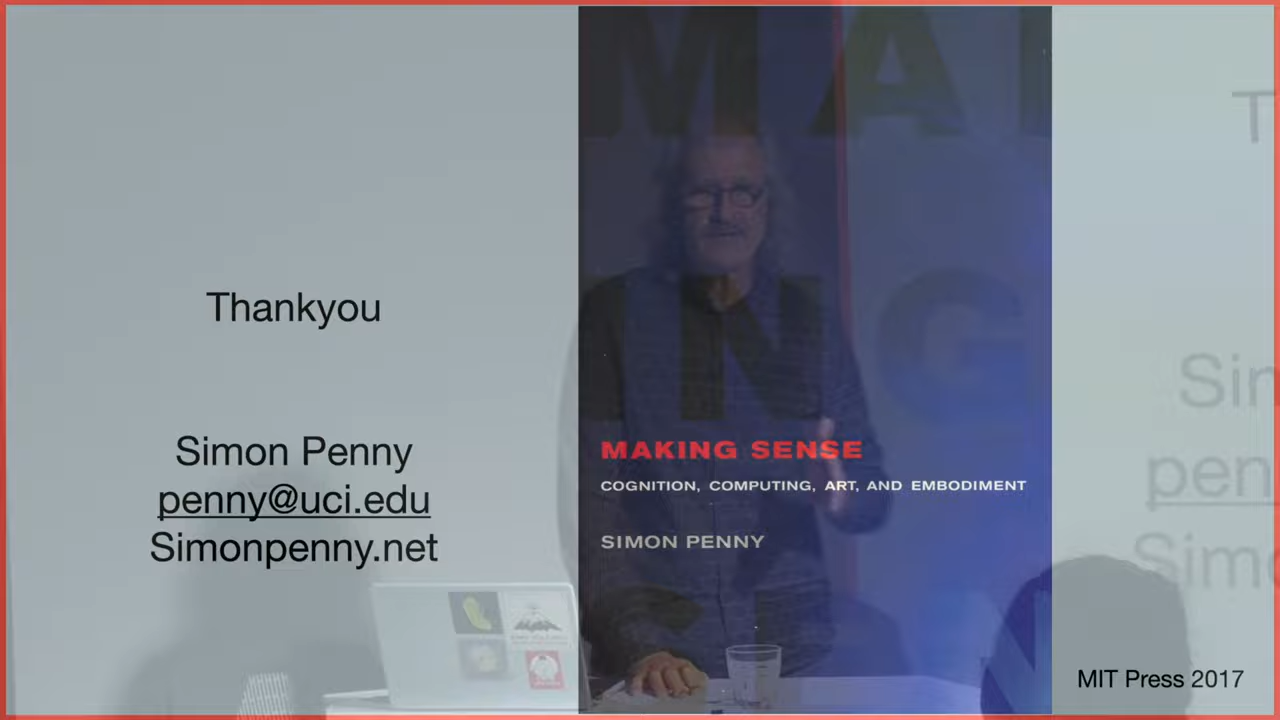 Thankyou
Simon Penny
penny@uci.edu
Simonpenny.net
MAKING SENSE
COGNITION, COMPUTING, ART, AND EMBODIMENT
SIMON PENNY
MIT Press 2017